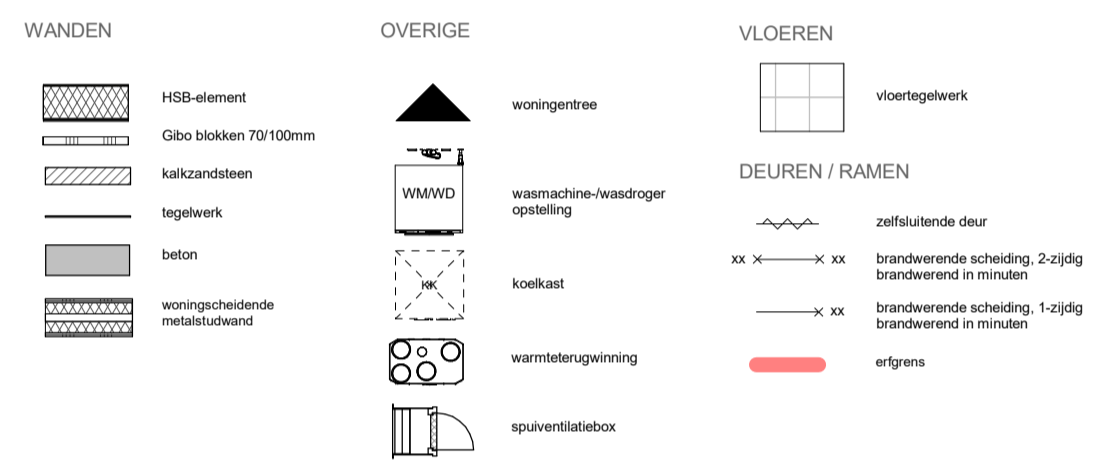 WANDEN
HSB-element
Gibo blokken 70/100mm
kalkzandsteen
tegelwerk
beton
woningscheidende
metalstudwand
OVERIGE
woningentree
WM/WD
wasmachine-/wasdroger
opstelling
KK
koelkast
warmteterugwinning
spuiventilatiebox
VLOEREN
vloertegelwerk
DEUREN / RAMEN
zelfsluitende deur
xx xx
brandwerende scheiding, 2-zijdig
brandwerend in minuten
xx
brandwerende scheiding, 1-zijdig
brandwerend in minuten
erfgrens